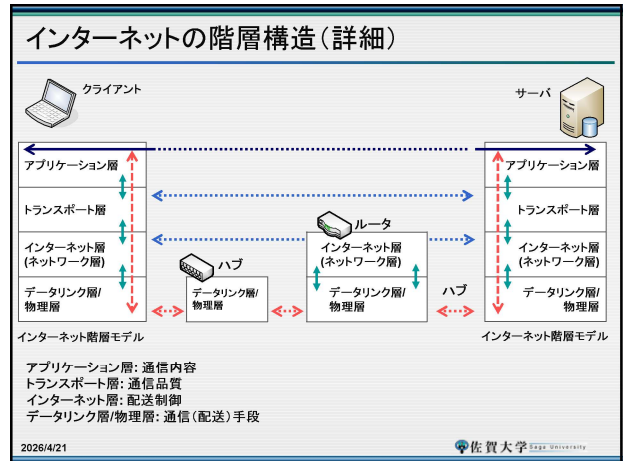 インターネットの階層構造(詳細)
クライアント
サーバ
アプリケーション層
トランスポート層
インターネット層
(ネットワーク層)
データリンク層/
物理層
インターネット階層モデル
ハブ
データリンク層/
物理層
ルータ
インターネット層
(ネットワーク層)
データリンク層/
物理層
ハブ
アプリケーション層
トランスポート層
インターネット層
(ネットワーク層)
データリンク層/
物理層
インターネット階層モデル
アプリケーション層: 通信内容
トランスポート層: 通信品質
インターネット層: 配送制御
データリンク層/物理層: 通信(配送)手段
2026/4/21
佐賀大学 Saga University